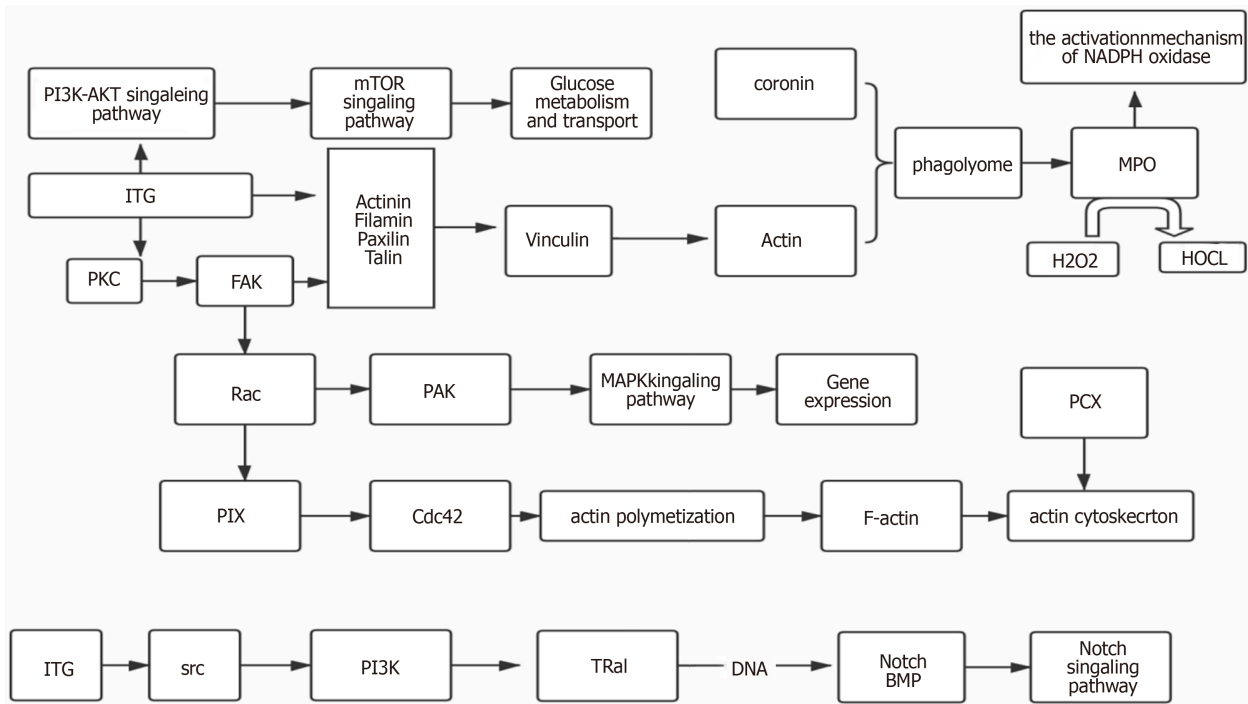 the activationnmechanism
of NADPH oxidase
PI3K-AKT singaleing
pathway
mTOR
singaling
pathway
Glucose
metabolism
and transport
coronin
phagolyome
MPO
ITG
Actinin
Filamin
Paxilin
Talin
Vinculin
Actin
H2O2
HOCL
PKC
FAK
Rac
PAK
MAPKkingaling
pathway
Gene
expression
PCX
PIX
Cdc42
actin polymetization
F-actin
actin cytoskecrton
ITG
src
PI3K
TRal
DNA
Notch
BMP
Notch
singaling
pathway